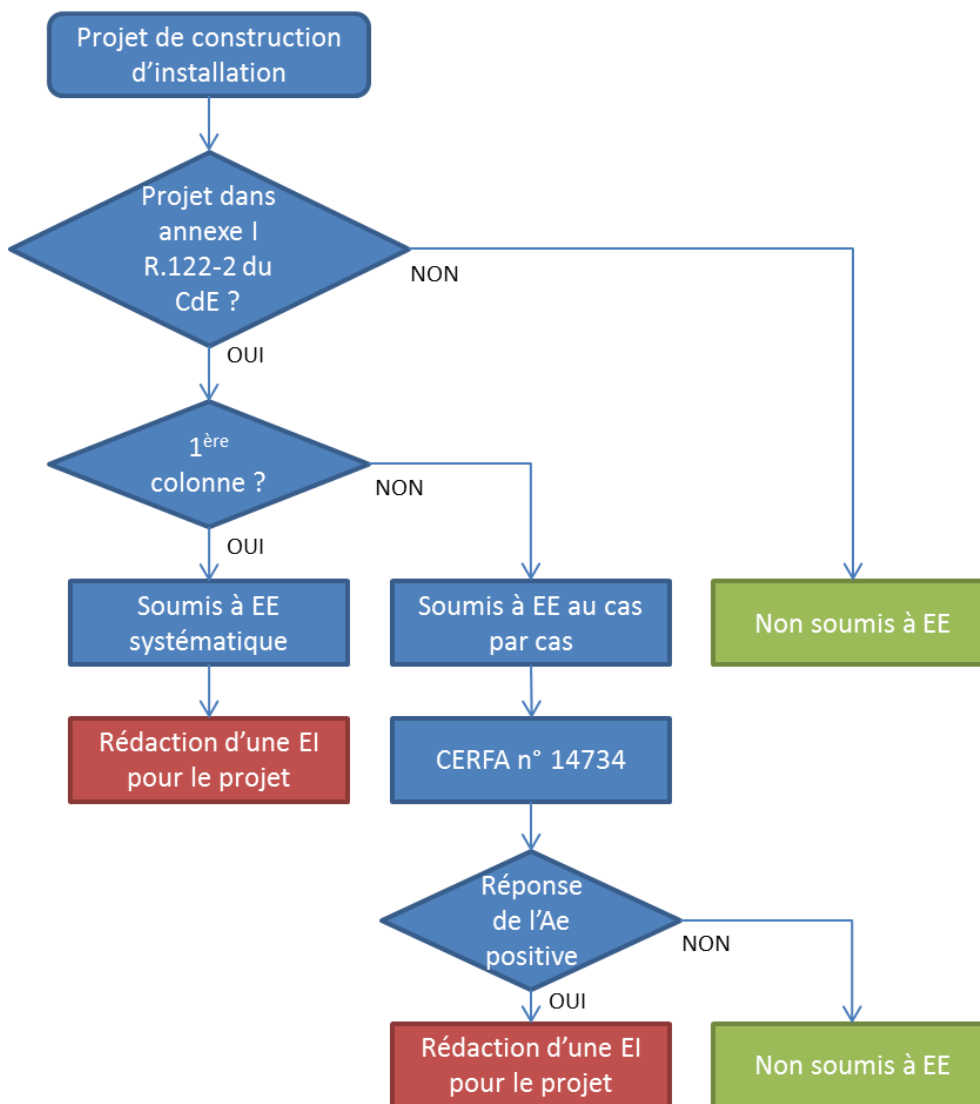 Projet de construction
d’installation
Projet dans
annexe I
R.122-2 du
CdE ?
NON
OUI
1ère
colonne ?
NON
OUI
Soumis à EE
systématique
Soumis à EE au cas
par cas
Non soumis à EE
Rédaction d’une EI
pour le projet
CERFA n° 14734
Réponse
de l’Ae
positive
NON
OUI
Rédaction d’une EI
pour le projet
Non soumis à EE